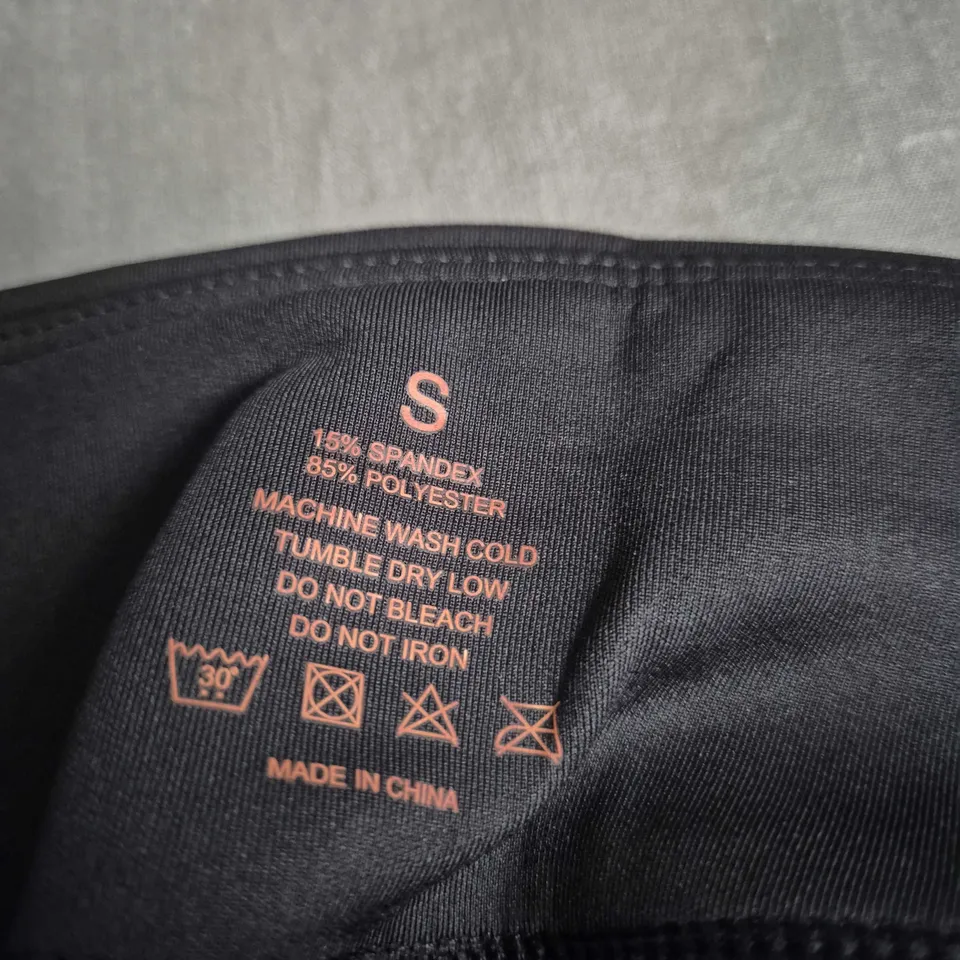 S
15% SPANDEX
85% POLYESTER
MACHINE WASH COLD
TUMBLE DRY LOW
DO NOT BLEACH
DO NOT IRON
30°
MADE IN CHINA